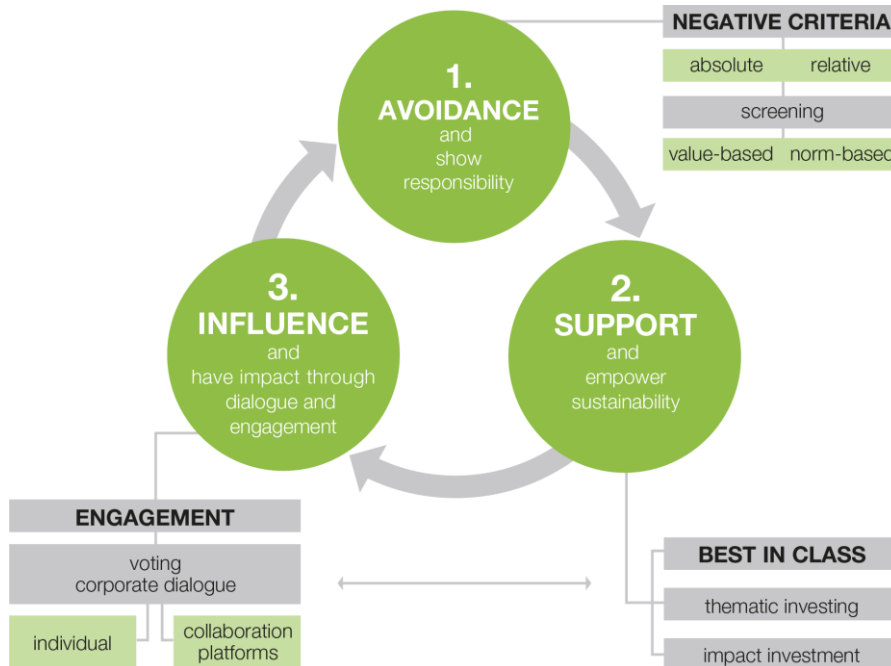 1.
AVOIDANCE
and
show
responsibility
NEGATIVE CRITERIA
absolute relative
screening
value-based norm-based
2.
SUPPORT
and
empower
sustainability
3.
INFLUENCE
and
have impact through
dialogue and
engagement
ENGAGEMENT
voting
corporate dialogue
individual
collaboration
platforms
BEST IN CLASS
thematic investing
impact investment